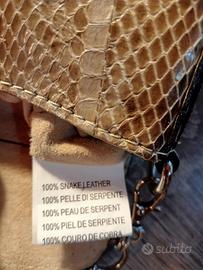 100% SNAKE LEATHER
100% PELLE DI SERPENTE
100% PEAU DE SERPENT
100% PIEL DE SERPIENTE
100% COURO DE COBRA
subito